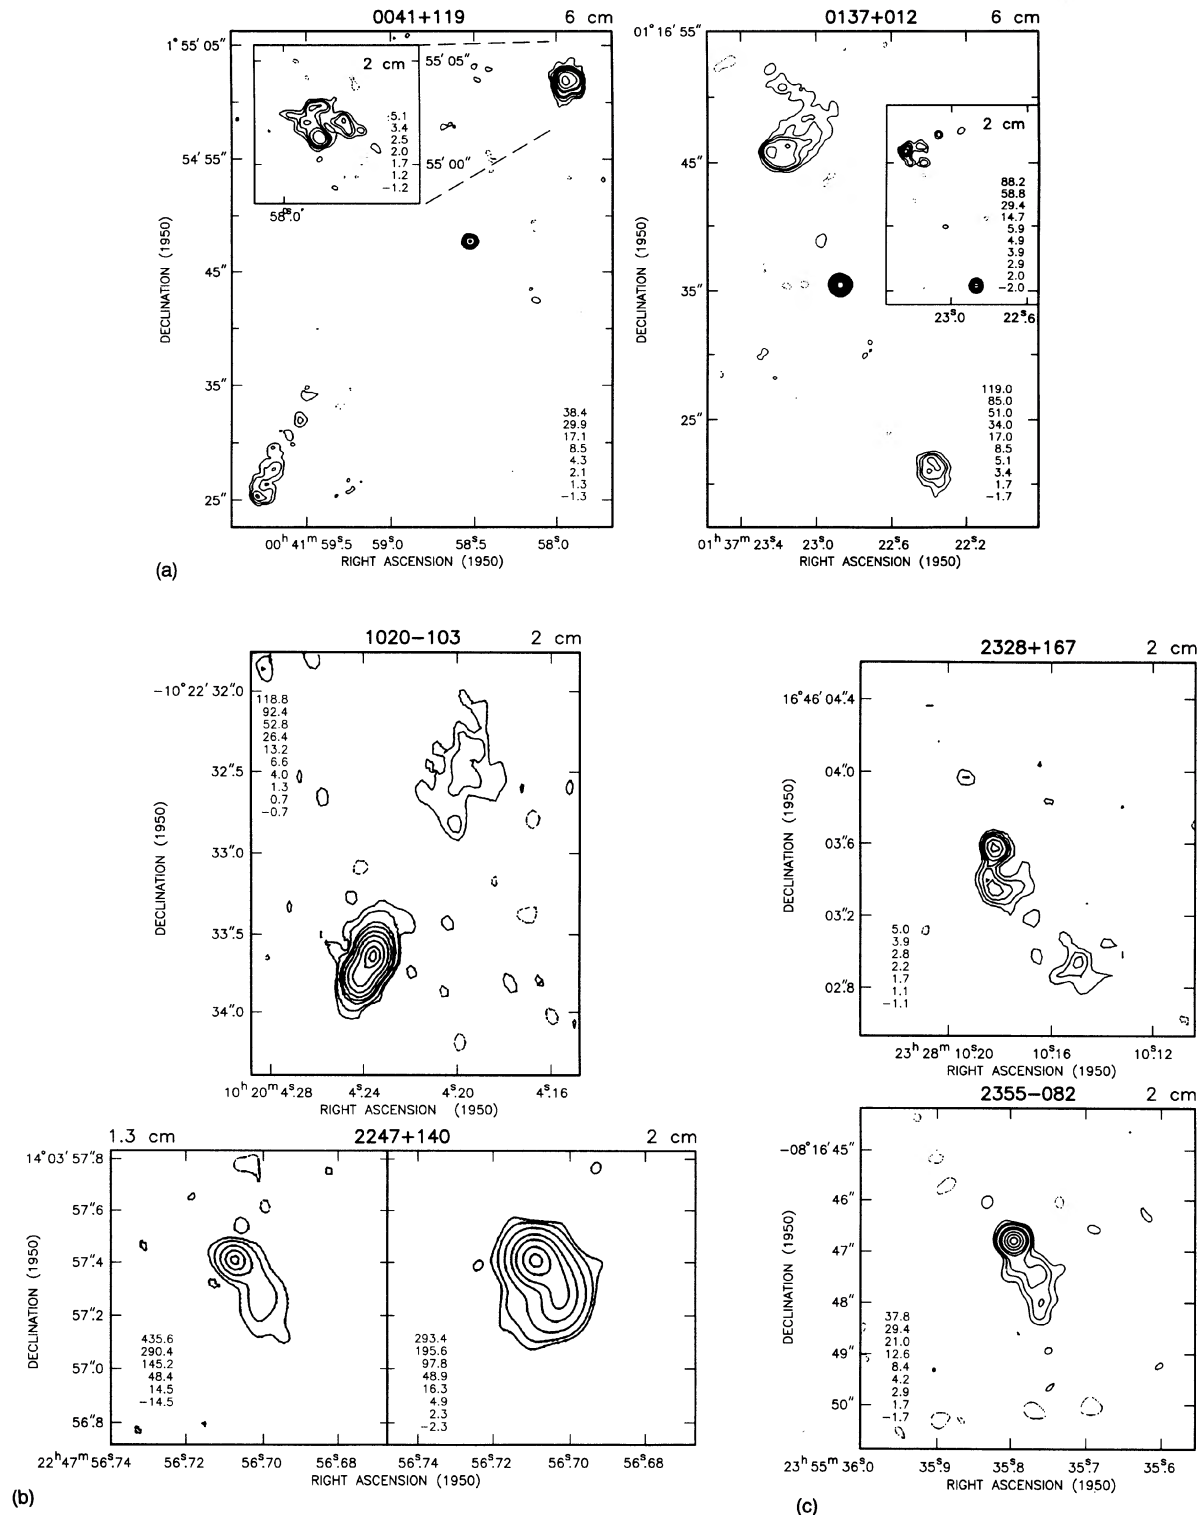 0041+119 6 cm
1° 55′ 05″
54′ 55″
45″
35″
25″
DECLINATION (1950)
2 cm
55′ 05″
55′ 00″
5.1
3.4
2.5
2.0
1.7
1.2
−1.2
58ˢ.0
38.4
29.9
17.1
8.5
4.3
2.1
1.3
−1.3
00ʰ 41ᵐ 59ˢ.5 59ˢ.0 58ˢ.5 58ˢ.0
RIGHT ASCENSION (1950)
(a)
0137+012 6 cm
01° 16′ 55″
45″
35″
25″
DECLINATION (1950)
2 cm
88.2
58.8
29.4
14.7
5.9
4.9
3.9
2.9
2.0
−2.0
23ˢ.0 22ˢ.6
119.0
85.0
51.0
34.0
17.0
8.5
5.1
3.4
1.7
−1.7
01ʰ 37ᵐ 23ˢ.4 23ˢ.0 22ˢ.6 22ˢ.2
RIGHT ASCENSION (1950)
1020−103 2 cm
−10° 22′ 32″.0
32″.5
33″.0
33″.5
34″.0
DECLINATION (1950)
118.8
92.4
52.8
26.4
13.2
6.6
4.0
1.3
0.7
−0.7
10ʰ 20ᵐ 4ˢ.28 4ˢ.24 4ˢ.20 4ˢ.16
RIGHT ASCENSION (1950)
2328+167 2 cm
16° 46′ 04″.4
04″.0
03″.6
03″.2
02″.8
DECLINATION (1950)
5.0
3.9
2.8
2.2
1.7
1.1
−1.1
23ʰ 28ᵐ 10ˢ.20 10ˢ.16 10ˢ.12
RIGHT ASCENSION (1950)
1.3 cm 2247+140 2 cm
14° 03′ 57″.8
57″.6
57″.4
57″.2
57″.0
56″.8
DECLINATION (1950)
435.6
290.4
145.2
48.4
14.5
−14.5
293.4
195.6
97.8
48.9
16.3
4.9
2.3
−2.3
22ʰ 47ᵐ 56ˢ.74 56ˢ.72 56ˢ.70 56ˢ.68 56ˢ.72 56ˢ.70 56ˢ.68
RIGHT ASCENSION (1950)
(b)
2355−082 2 cm
−08° 16′ 45″
46″
47″
48″
49″
50″
DECLINATION (1950)
37.8
29.4
21.0
12.6
8.4
4.2
2.9
1.7
−1.7
23ʰ 55ᵐ 36ˢ.0 35ˢ.9 35ˢ.8 35ˢ.7 35ˢ.6
RIGHT ASCENSION (1950)
(c)